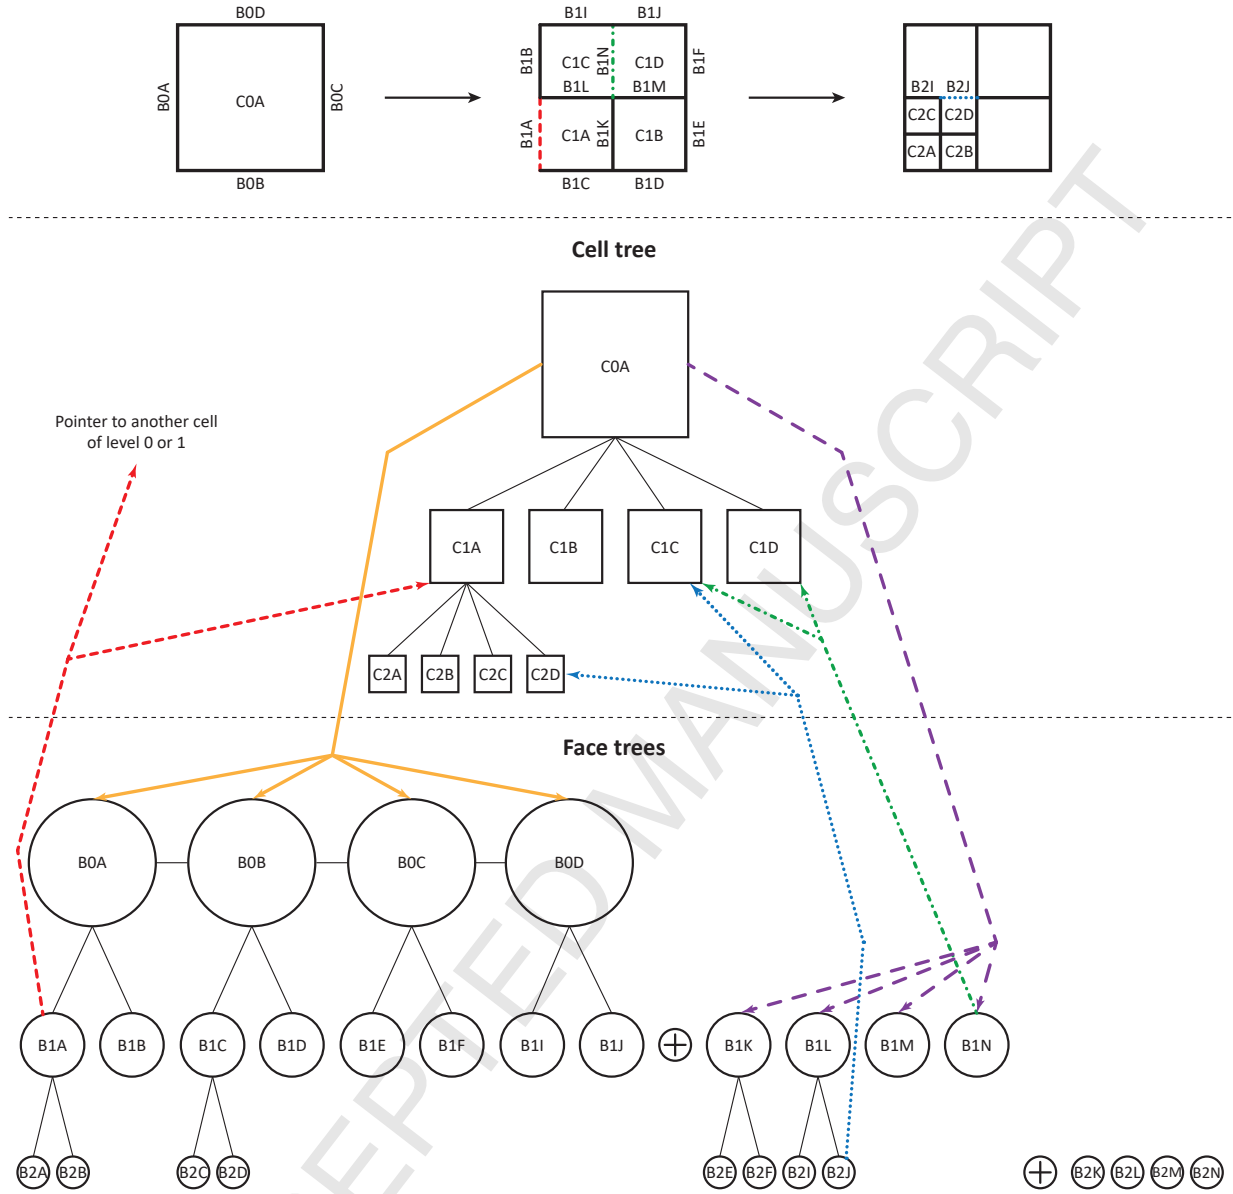 B0D
B0A
C0A
B0C
B0B
B1I B1J
B1B
C1C
B1N
C1D
B1F
B1L
B1M
B1A
C1A
B1K
C1B
B1E
B1C B1D
B2I B2J
C2C C2D
C2A C2B
Cell tree
C0A
Pointer to another cell
of level 0 or 1
C1A C1B C1C C1D
C2A C2B C2C C2D
Face trees
B0A B0B B0C B0D
B1A B1B B1C B1D B1E B1F B1I B1J + B1K B1L B1M B1N
B2A B2B B2C B2D B2E B2F B2I B2J + B2K B2L B2M B2N
EPTED MANUSCRIPT